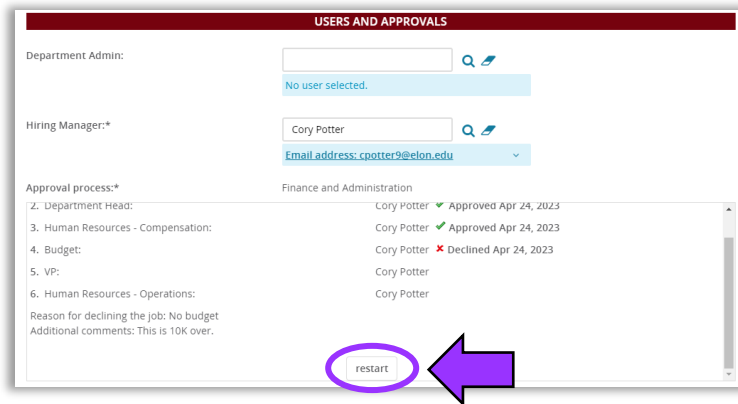 USERS AND APPROVALS
Department Admin:
No user selected.
Hiring Manager:*
Cory Potter
Email address: cpotter9@elon.edu
Approval process:* Finance and Administration
2. Department Head: Cory Potter ✔ Approved Apr 24, 2023
3. Human Resources - Compensation: Cory Potter ✔ Approved Apr 24, 2023
4. Budget: Cory Potter ✘ Declined Apr 24, 2023
5. VP: Cory Potter
6. Human Resources - Operations: Cory Potter
Reason for declining the job: No budget
Additional comments: This is 10K over.
restart